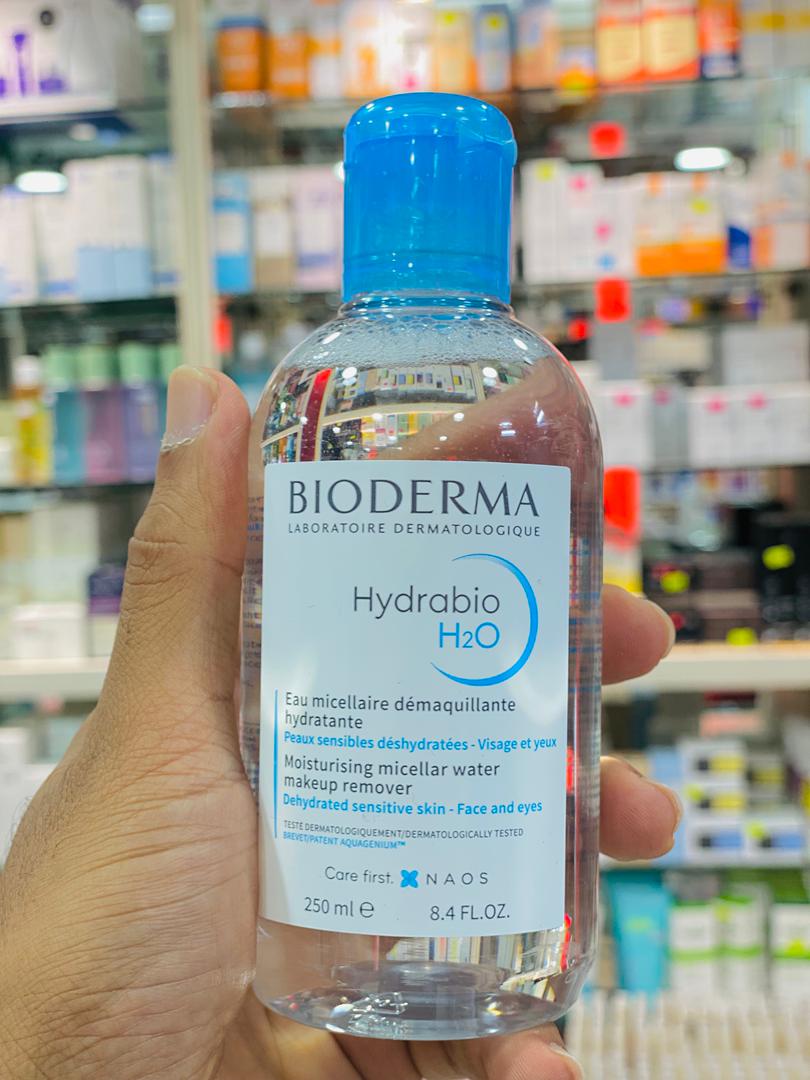 BIODERMA
LABORATOIRE DERMATOLOGIQUE
Hydrabio
H2O
Eau micellaire démaquillante
hydratante
Peaux sensibles déshydratées - Visage et yeux
Moisturising micellar water
makeup remover
Dehydrated sensitive skin - Face and eyes
TESTÉ DERMATOLOGIQUEMENT/DERMATOLOGICALLY TESTED
BREVET/PATENT AQUAGENIUM™
Care first. NAOS
250 ml ℮ 8.4 FL.OZ.